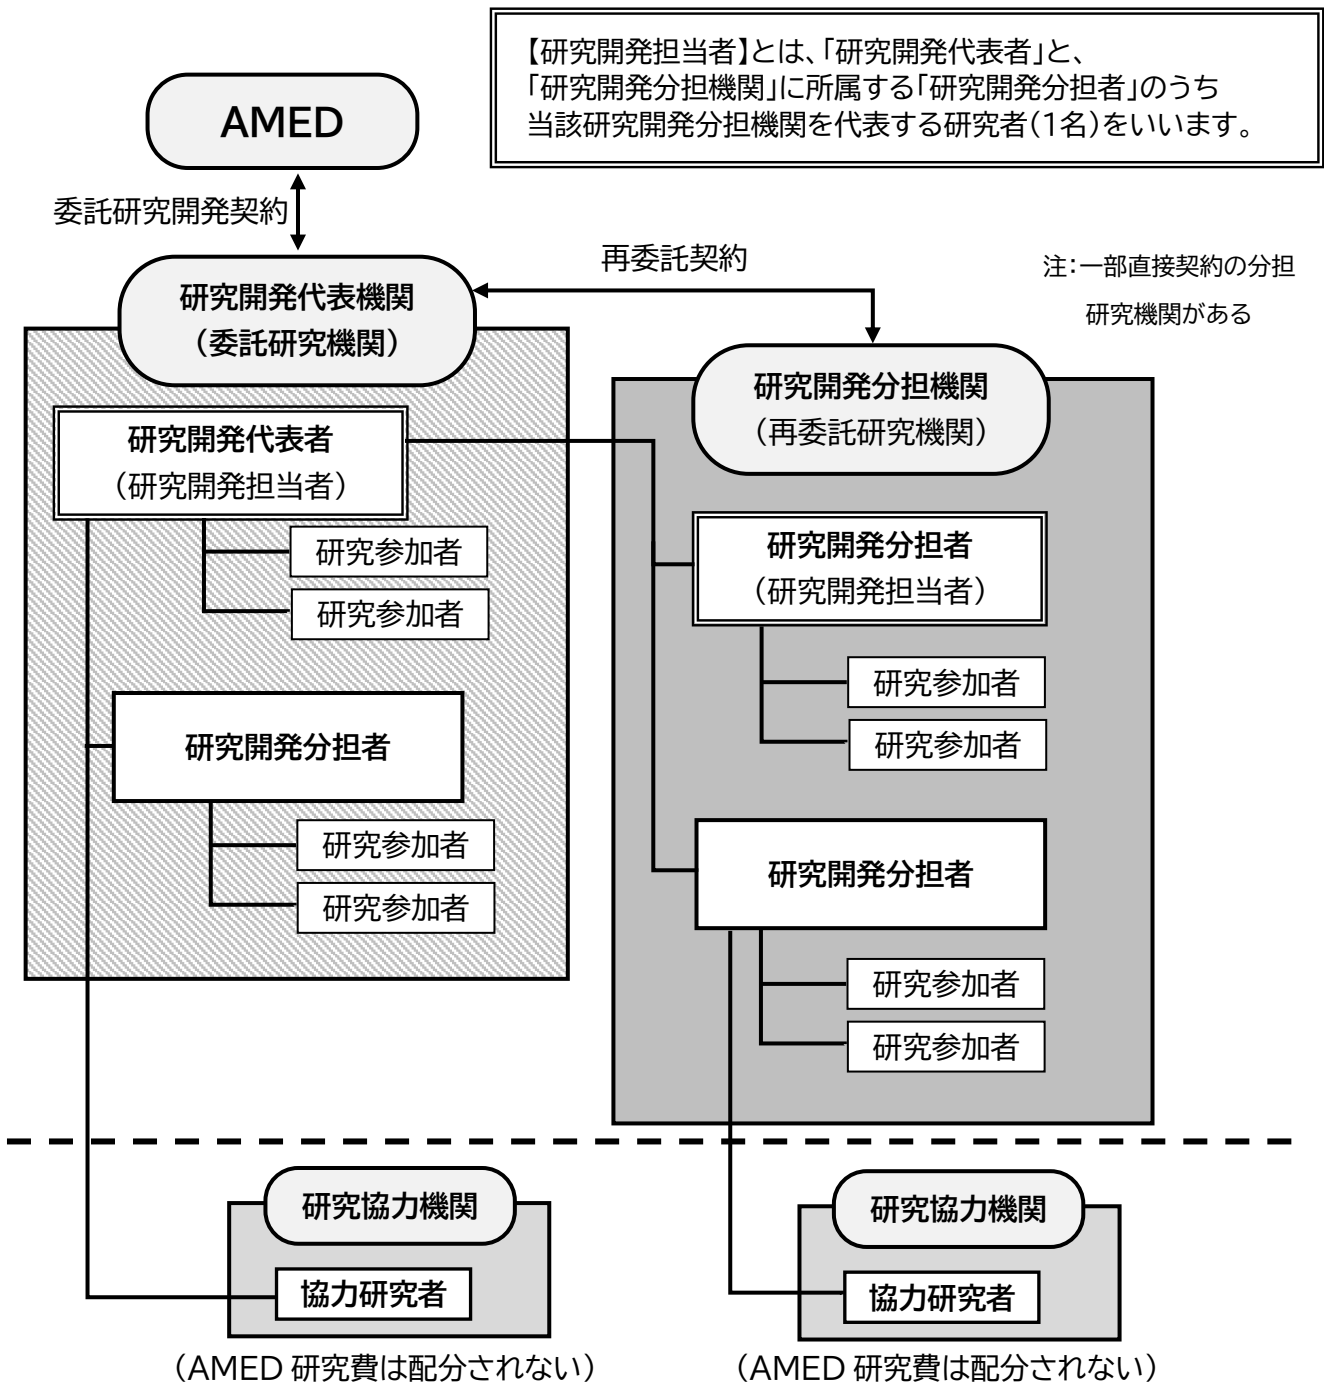 【研究開発担当者】とは、「研究開発代表者」と、
「研究開発分担機関」に所属する「研究開発分担者」のうち
当該研究開発分担機関を代表する研究者（1名）をいいます。
AMED
委託研究開発契約
再委託契約
注：一部直接契約の分担
研究機関がある
研究開発代表機関
（委託研究機関）
研究開発代表者
（研究開発担当者）
研究参加者
研究参加者
研究開発分担者
研究参加者
研究参加者
研究開発分担機関
（再委託研究機関）
研究開発分担者
（研究開発担当者）
研究参加者
研究参加者
研究開発分担者
研究参加者
研究参加者
研究協力機関
協力研究者
（AMED 研究費は配分されない）
研究協力機関
協力研究者
（AMED 研究費は配分されない）